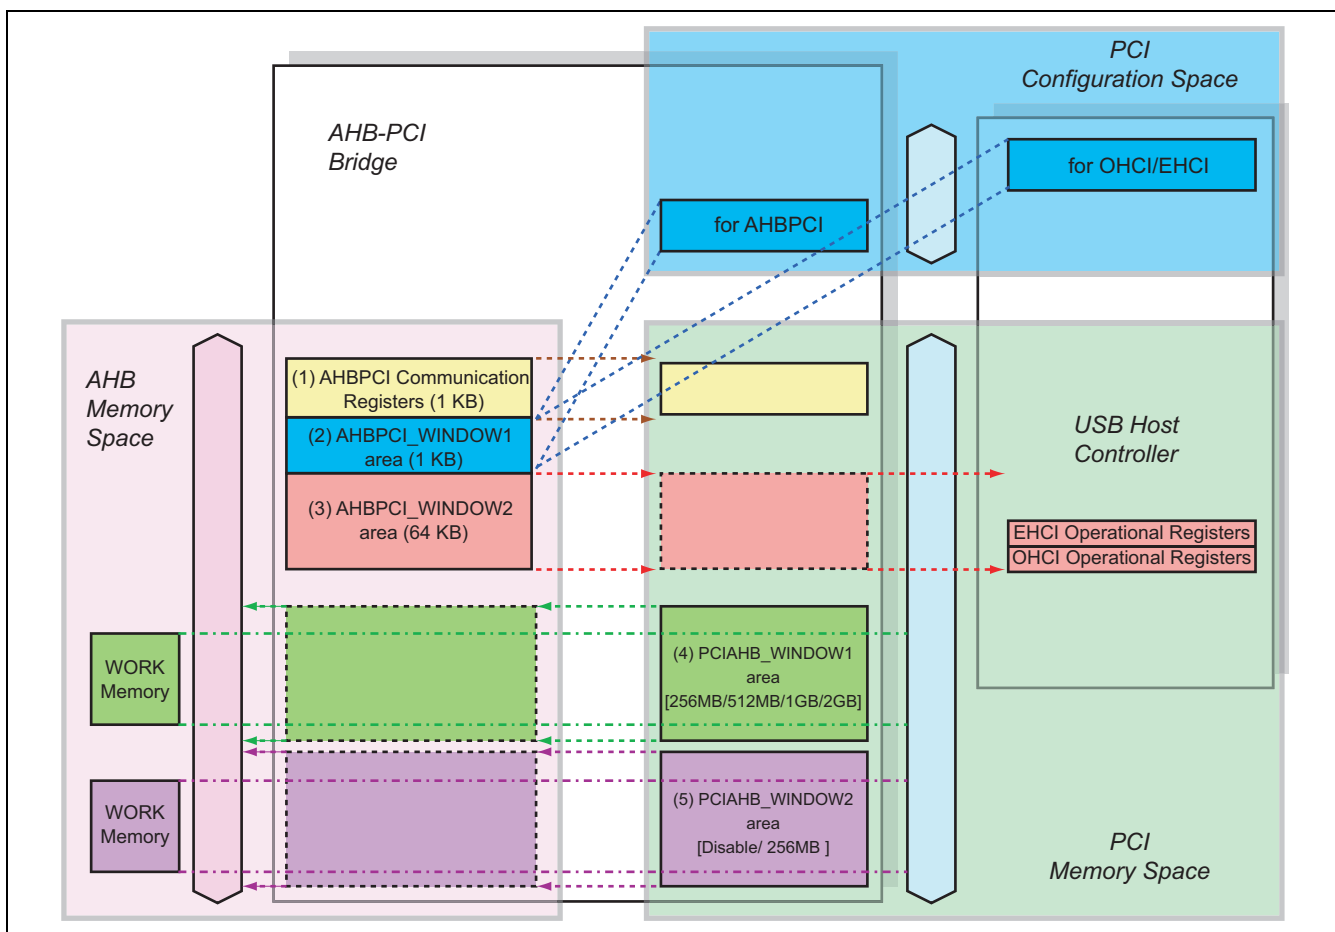 PCI
Configuration Space
AHB-PCI
Bridge
for OHCI/EHCI
for AHBPCI
AHB
Memory
Space
(1) AHBPCI Communication
Registers (1 KB)
(2) AHBPCI_WINDOW1
area (1 KB)
(3) AHBPCI_WINDOW2
area (64 KB)
USB Host
Controller
EHCI Operational Registers
OHCI Operational Registers
WORK
Memory
(4) PCIAHB_WINDOW1
area
[256MB/512MB/1GB/2GB]
WORK
Memory
(5) PCIAHB_WINDOW2
area
[Disable/ 256MB ]
PCI
Memory Space